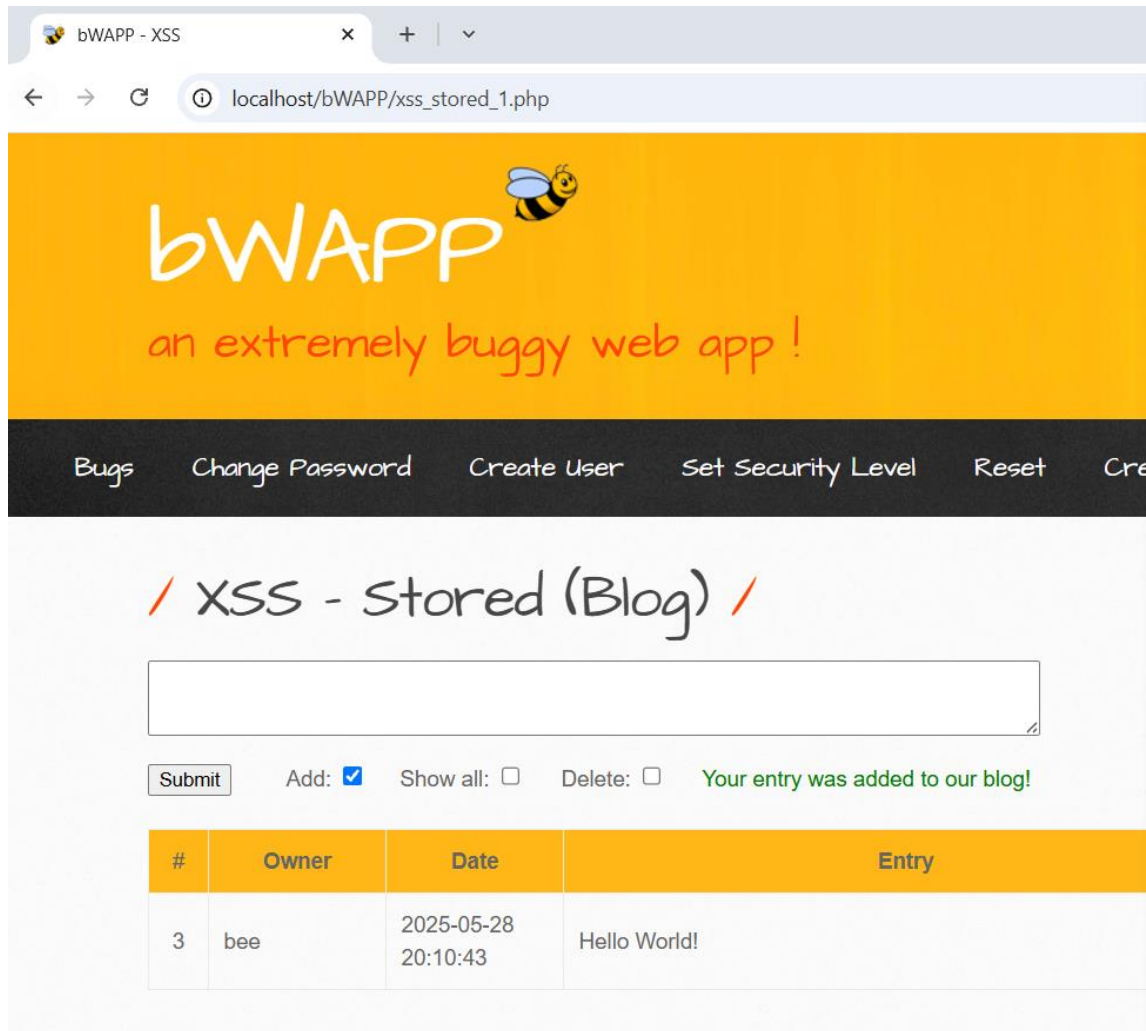 bWAPP - XSS
localhost/bWAPP/xss_stored_1.php
bWAPP
an extremely buggy web app !
Bugs Change Password Create User Set Security Level Reset Cre
/ XSS - Stored (Blog) /
Submit Add: Show all: Delete: Your entry was added to our blog!
# Owner Date Entry
3 bee 2025-05-28 20:10:43 Hello World!